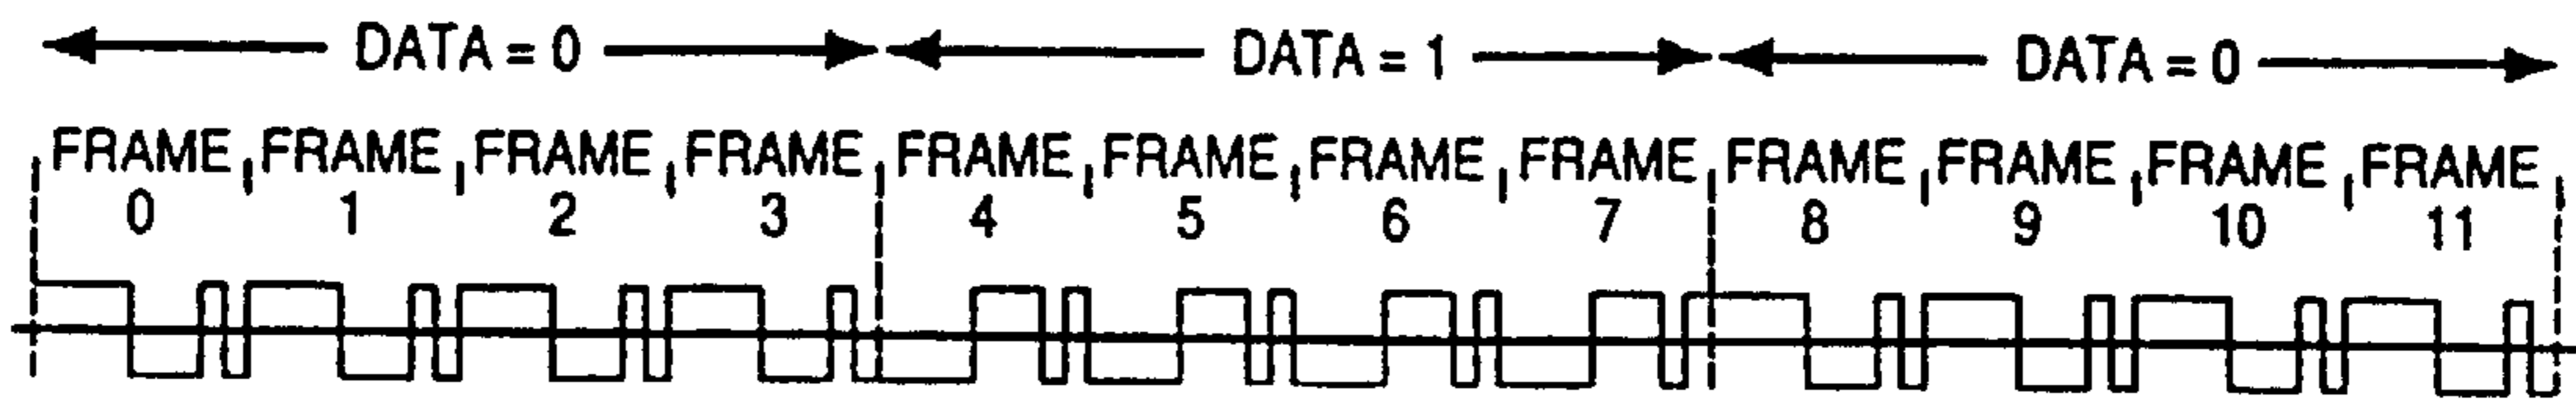 DATA = 0 DATA = 1 DATA = 0
FRAME FRAME FRAME FRAME FRAME FRAME FRAME FRAME FRAME FRAME FRAME FRAME
0 1 2 3 4 5 6 7 8 9 10 11